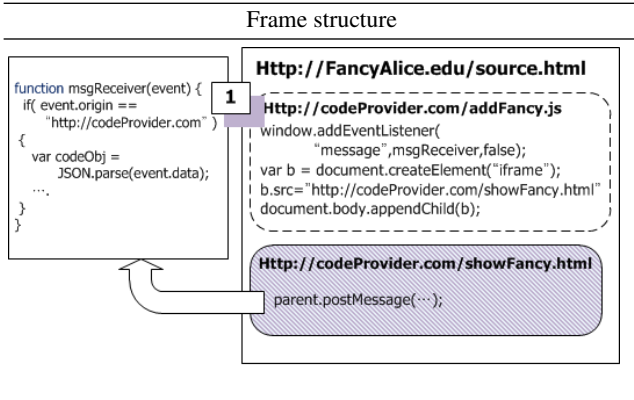 Frame structure
function msgReceiver(event) {
if( event.origin ==
"http://codeProvider.com" )
{
var codeObj =
JSON.parse(event.data);
….
}
}
1
Http://FancyAlice.edu/source.html
Http://codeProvider.com/addFancy.js
window.addEventListener(
"message",msgReceiver,false);
var b = document.createElement("iframe");
b.src="http://codeProvider.com/showFancy.html"
document.body.appendChild(b);
Http://codeProvider.com/showFancy.html
parent.postMessage(…);